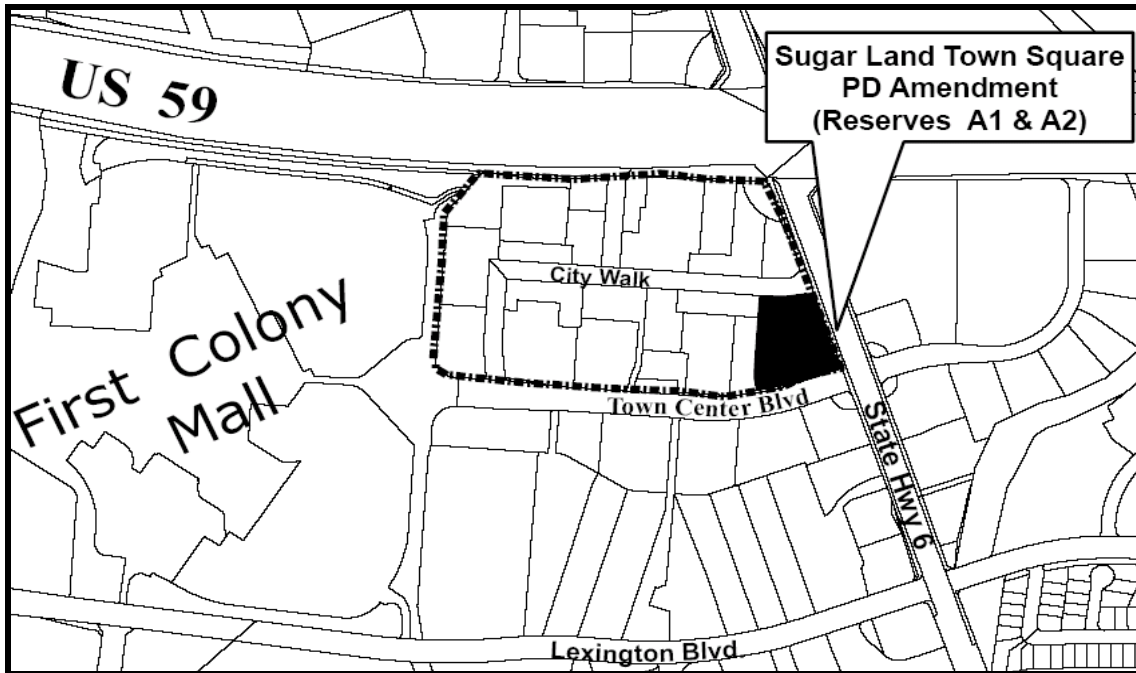 US 59
Sugar Land Town Square
PD Amendment
(Reserves A1 & A2)
City Walk
First Colony
Mall
Town Center Blvd
State Hwy 6
Lexington Blvd